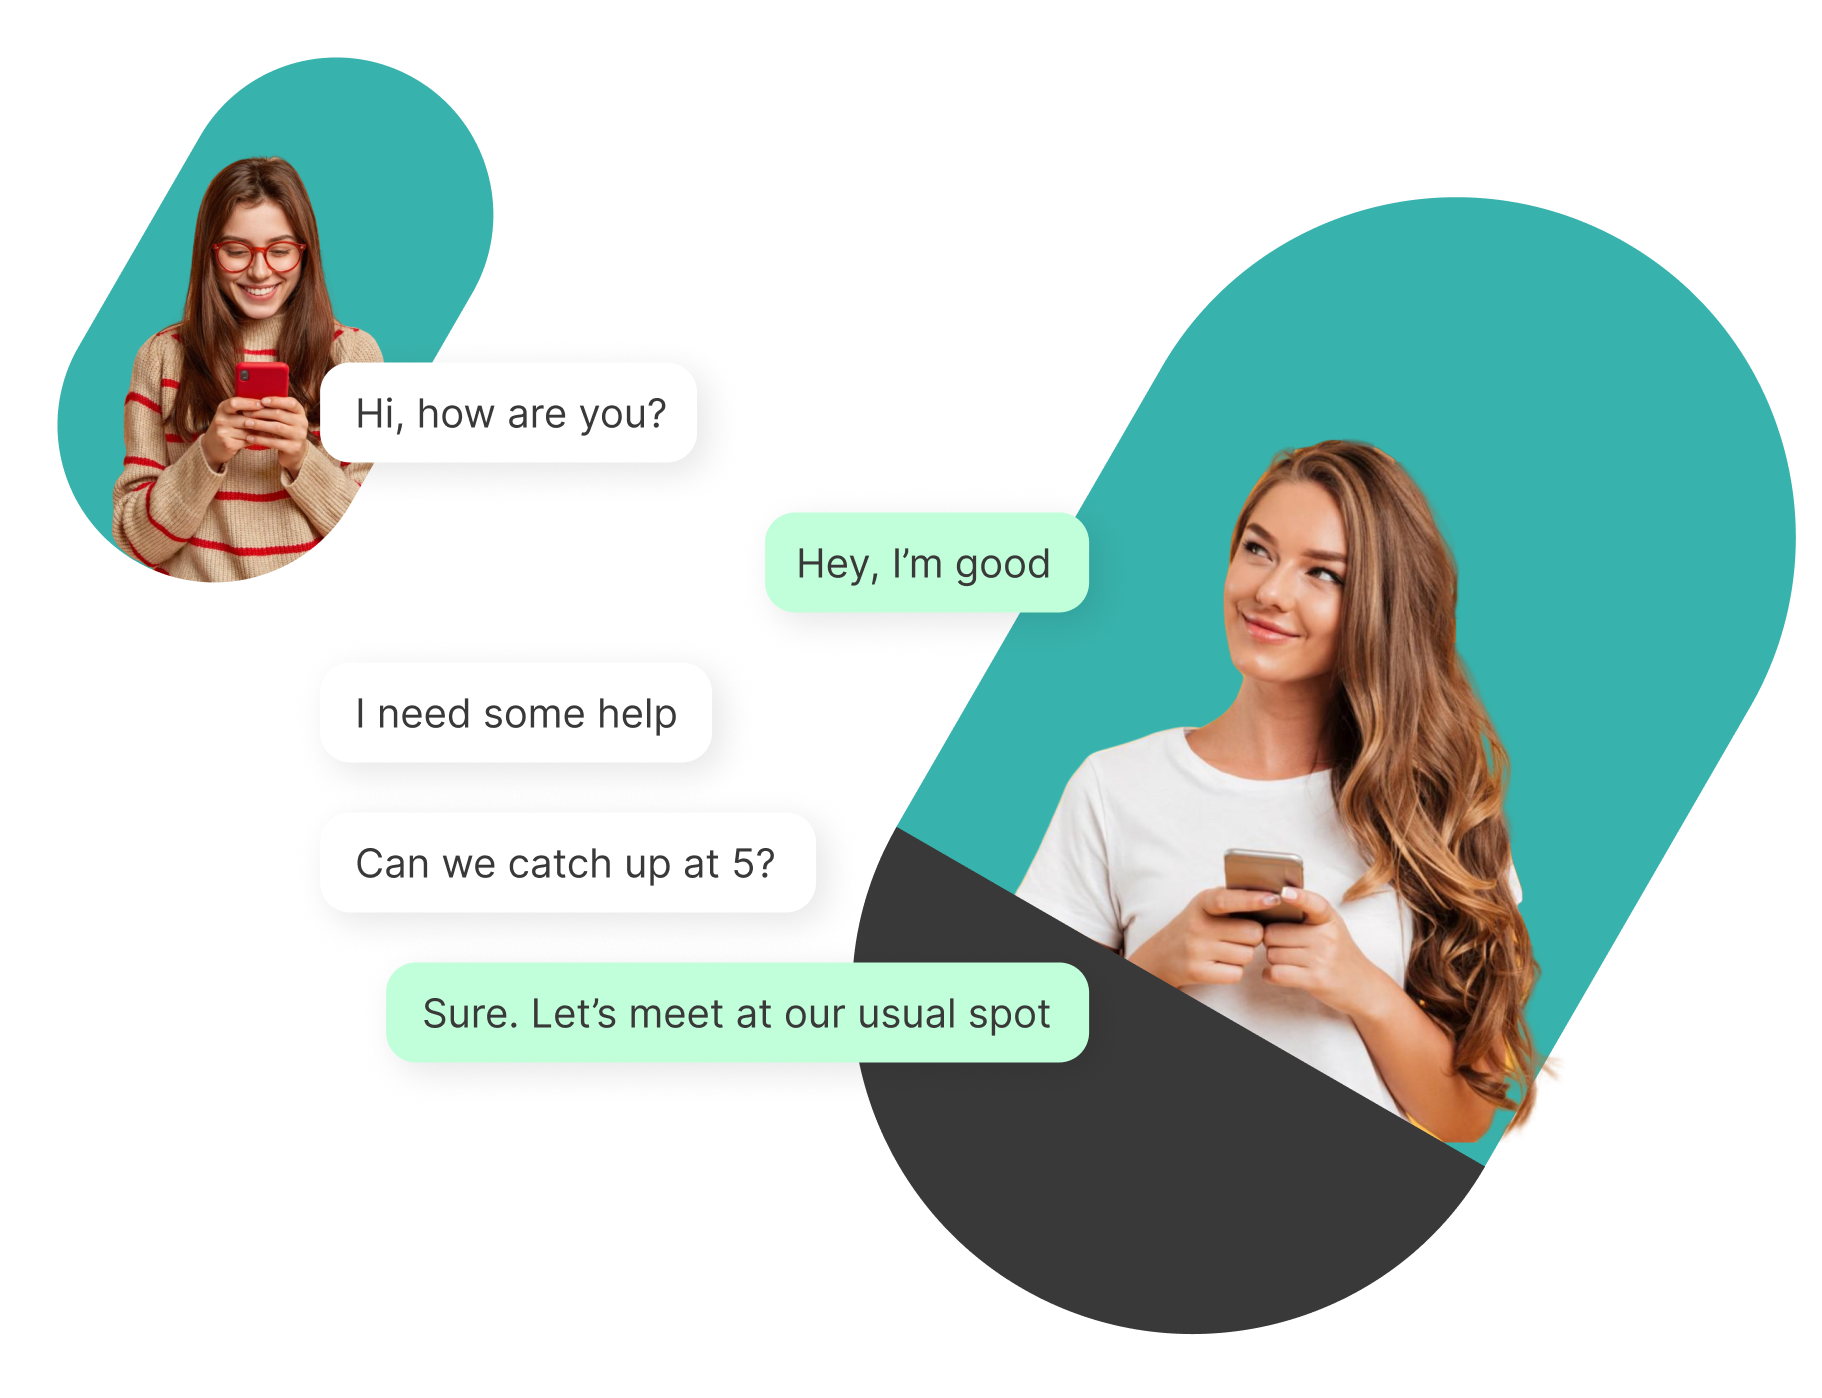 Hi, how are you?
Hey, I’m good
I need some help
Can we catch up at 5?
Sure. Let’s meet at our usual spot